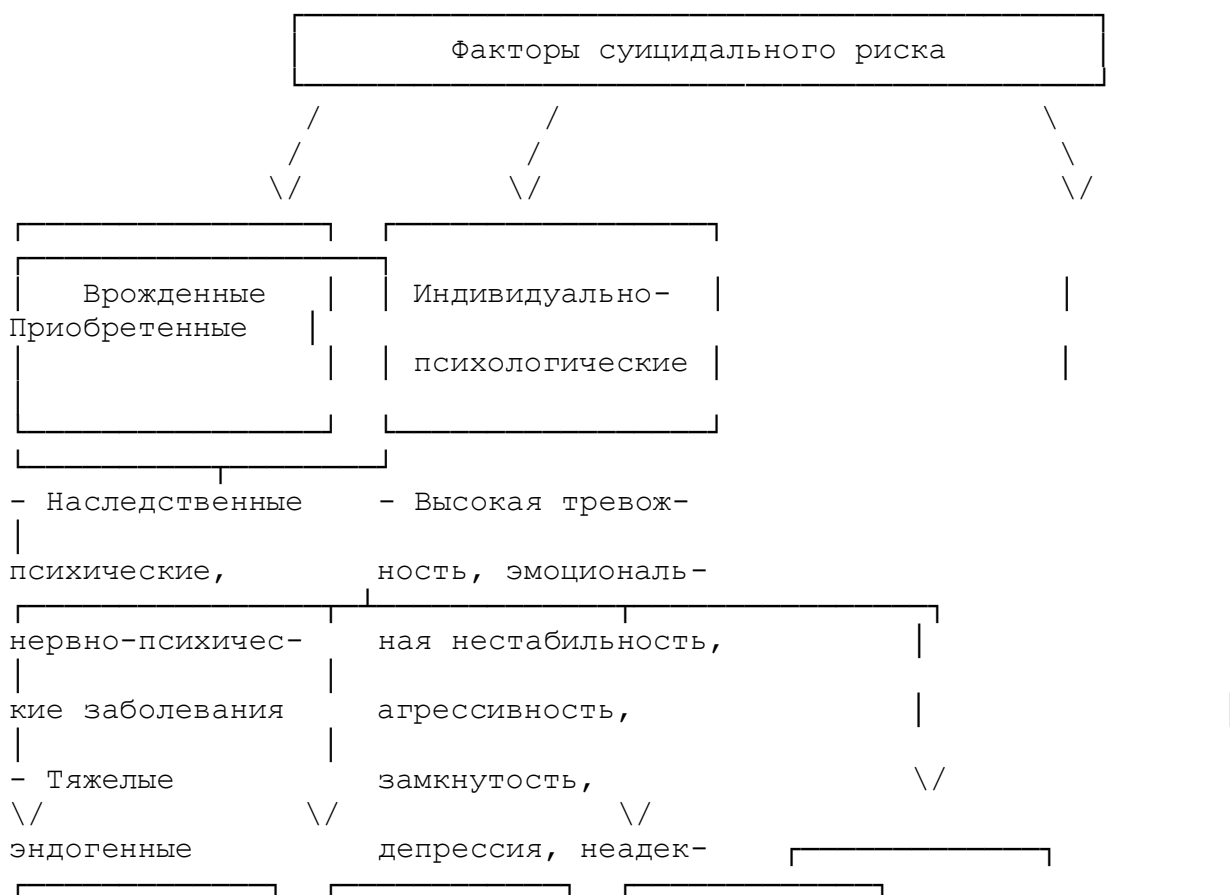 Факторы суицидального риска
Врожденные Индивидуально-
Приобретенные
психологические
- Наследственные - Высокая тревож-
психические, ность, эмоциональ-
нервно-психичес- ная нестабильность,
кие заболевания агрессивность,
- Тяжелые замкнутость,
эндогенные депрессия, неадек-